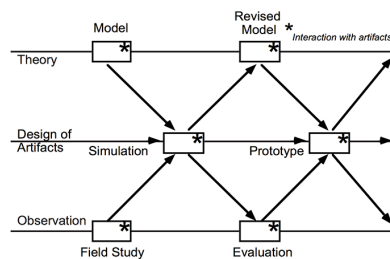 Model
Revised
Model
* Interaction with artifacts
*
*
Theory
Design of
Artifacts
Simulation
*
Prototype
*
Observation
*
*
Field Study
Evaluation